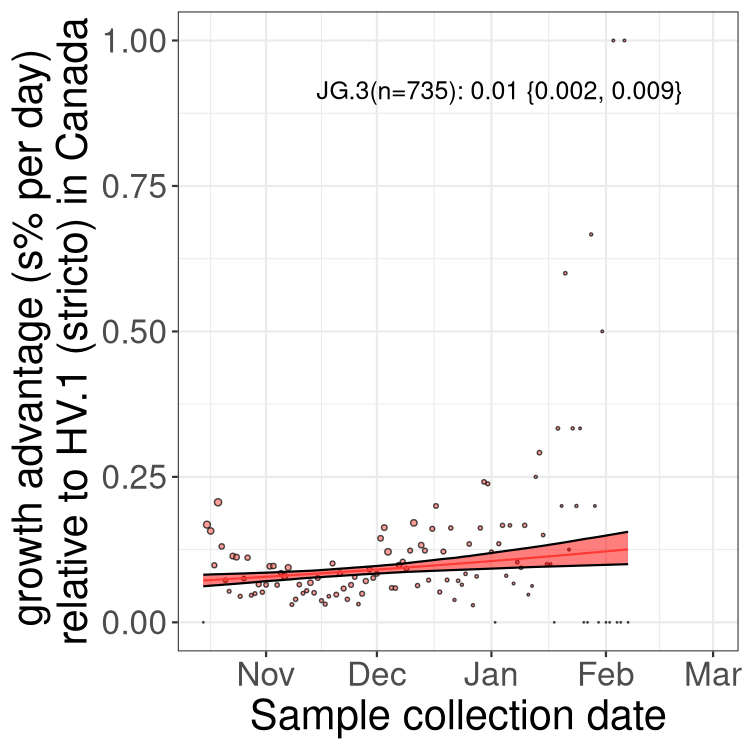 growth advantage (s% per day)
relative to HV.1 (stricto) in Canada
1.00
0.75
0.50
0.25
0.00
JG.3(n=735): 0.01 {0.002, 0.009}
Nov Dec Jan Feb Mar
Sample collection date